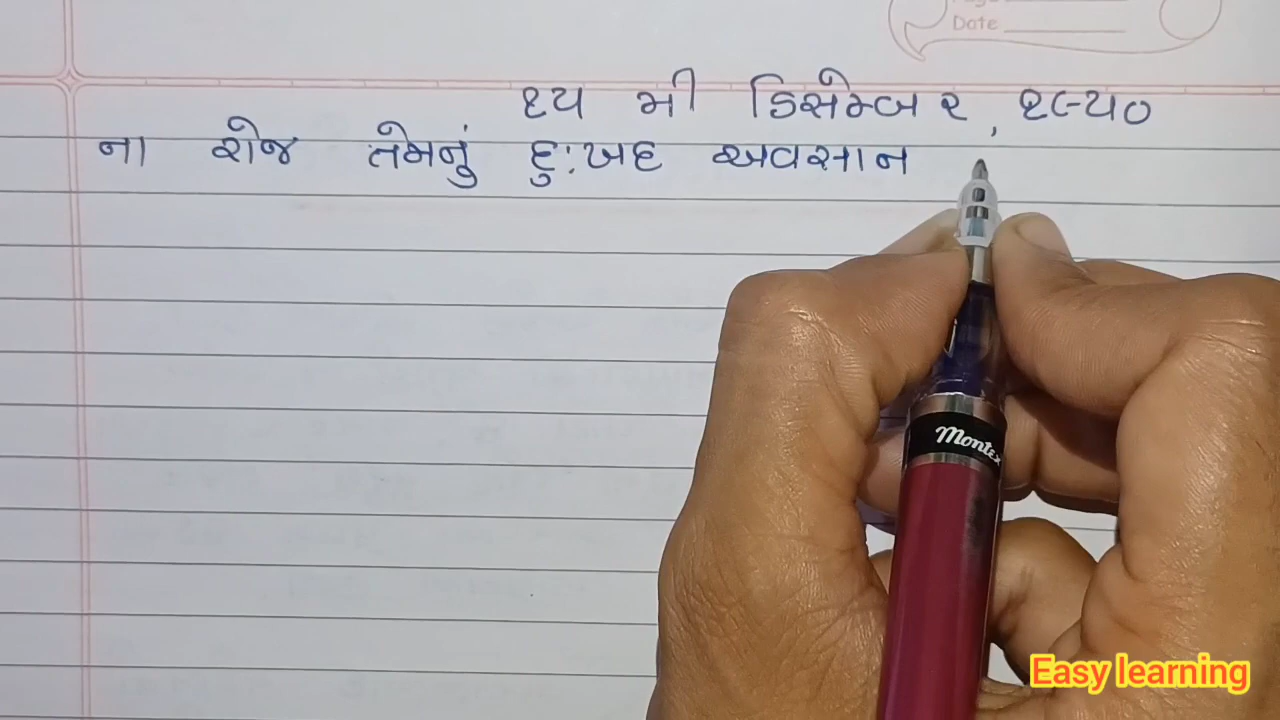 Date
૧૫ મી ડિસેમ્બર, ૧૯૫૦
ના રોજ તેમનું દુ:ખદ અવસાન
Montex
Easy learning